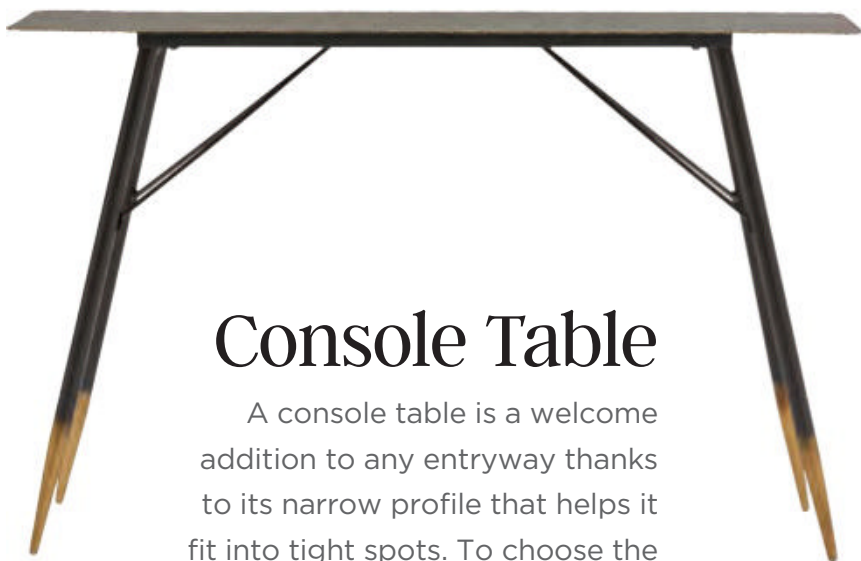 Console Table
A console table is a welcome
addition to any entryway thanks
to its narrow profile that helps it
fit into tight spots. To choose the